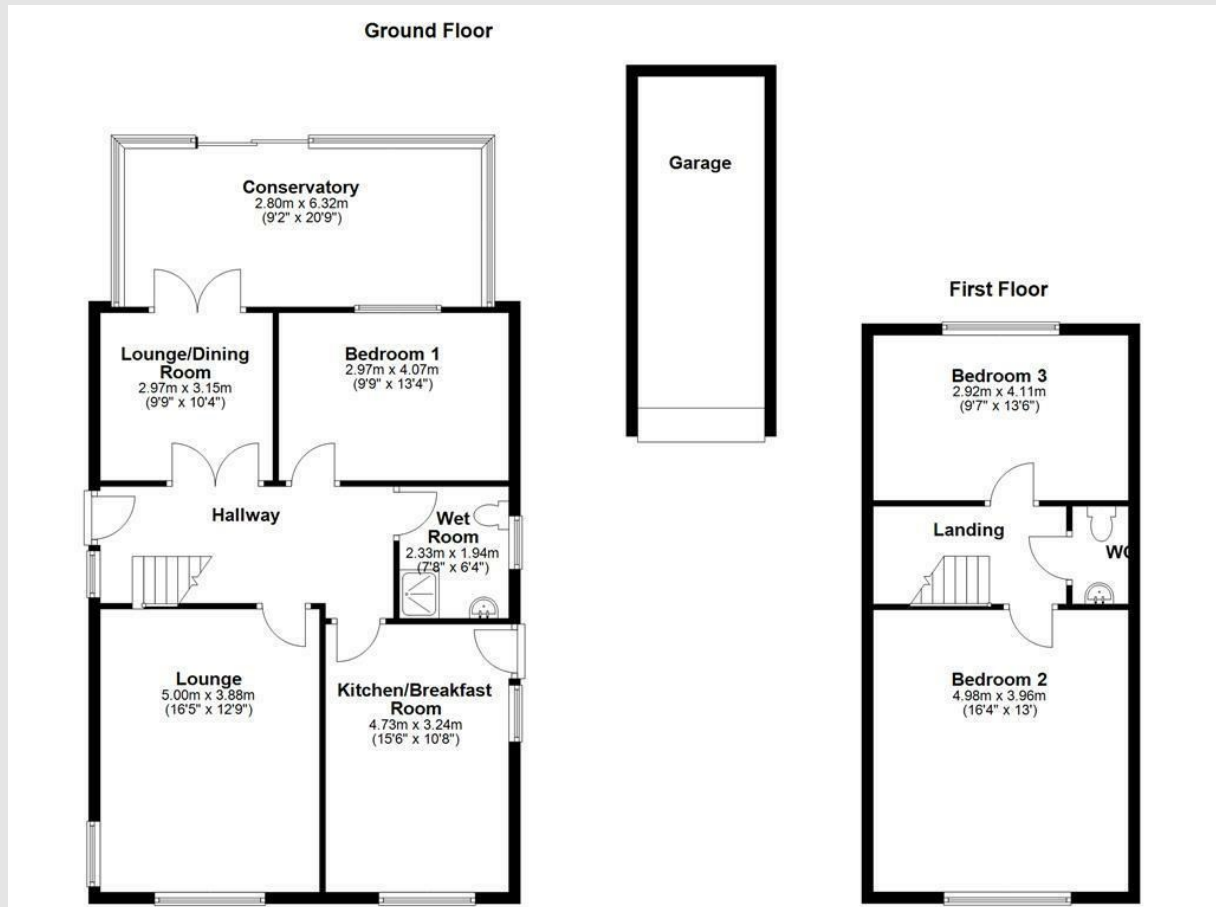 Ground Floor
Conservatory
2.80m x 6.32m
(9'2" x 20'9")
Garage
Lounge/Dining
Room
2.97m x 3.15m
(9'9" x 10'4")
Bedroom 1
2.97m x 4.07m
(9'9" x 13'4")
Hallway
Wet
Room
2.33m x 1.94m
(7'8" x 6'4")
Lounge
5.00m x 3.88m
(16'5" x 12'9")
Kitchen/Breakfast
Room
4.73m x 3.24m
(15'6" x 10'8")
First Floor
Bedroom 3
2.92m x 4.11m
(9'7" x 13'6")
Landing
WC
Bedroom 2
4.98m x 3.96m
(16'4" x 13')